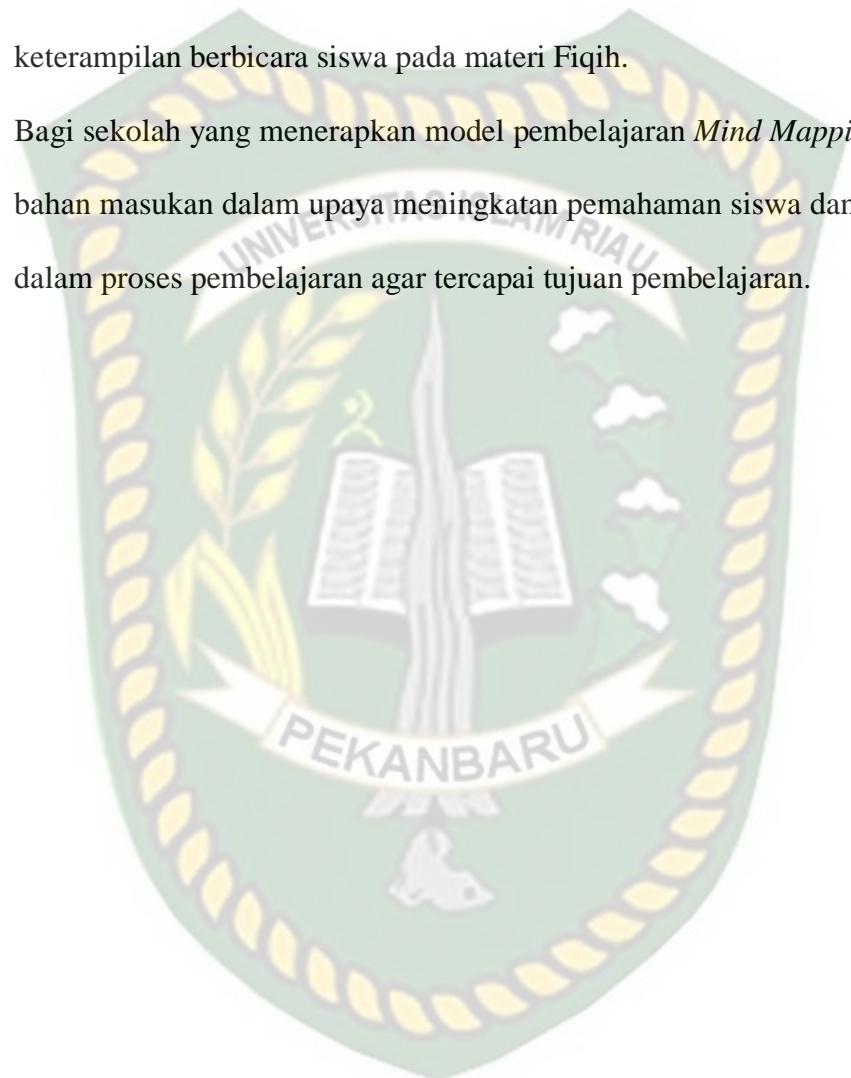 keterampilan berbicara siswa pada materi Fiqih.
Bagi sekolah yang menerapkan model pembelajaran Mind Mappi
bahan masukan dalam upaya meningkatan pemahaman siswa dan
dalam proses pembelajaran agar tercapai tujuan pembelajaran.
UNIVERSITAS ISLAM RIAU
PEKANBARU